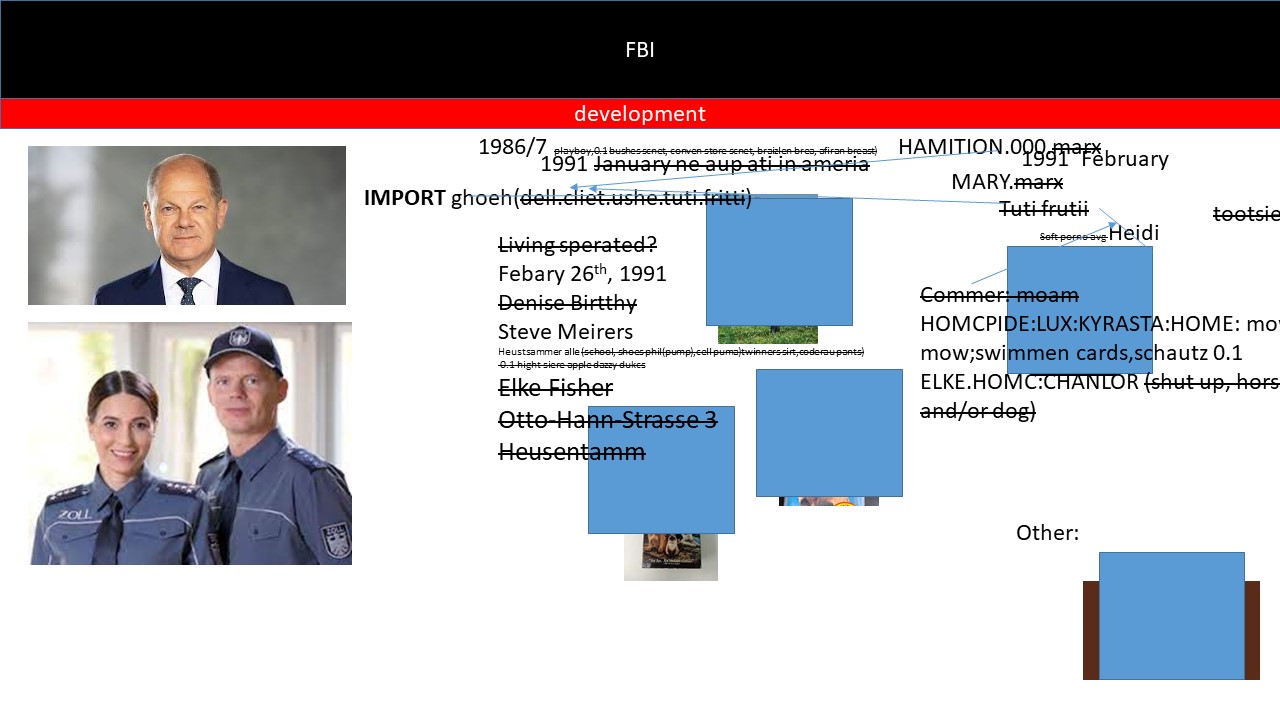 FBI
development
1986/7 playboy,0.1 bushes scnet, conven store scnet, braizlen brea, afiran breast)
HAMITION.000 marx
1991 January ne aup ati in ameria
1991 February
MARY.marx
IMPORT ghoeh(dell.cliet.ushe.tuti.fritti)
Tuti frutii
tootsie
Soft porno avg Heidi
Living sperated?
Febary 26th, 1991
Denise Birtthy
Steve Meirers
Heustsammer alle (school, shoes phil(pump),cell puma)twinners sirt,coderau pants)
0.1 hight siere apple dazzy dukes
Elke Fisher
Otto-Hann-Strasse 3
Heusentamm
Commer: moam
HOMCPIDE:LUX:KYRASTA:HOME: mov
mow;swimmen cards,schautz 0.1
ELKE.HOMC:CHANLOR (shut up, hors
and/or dog)
ZOLL
ZOLL
Other: